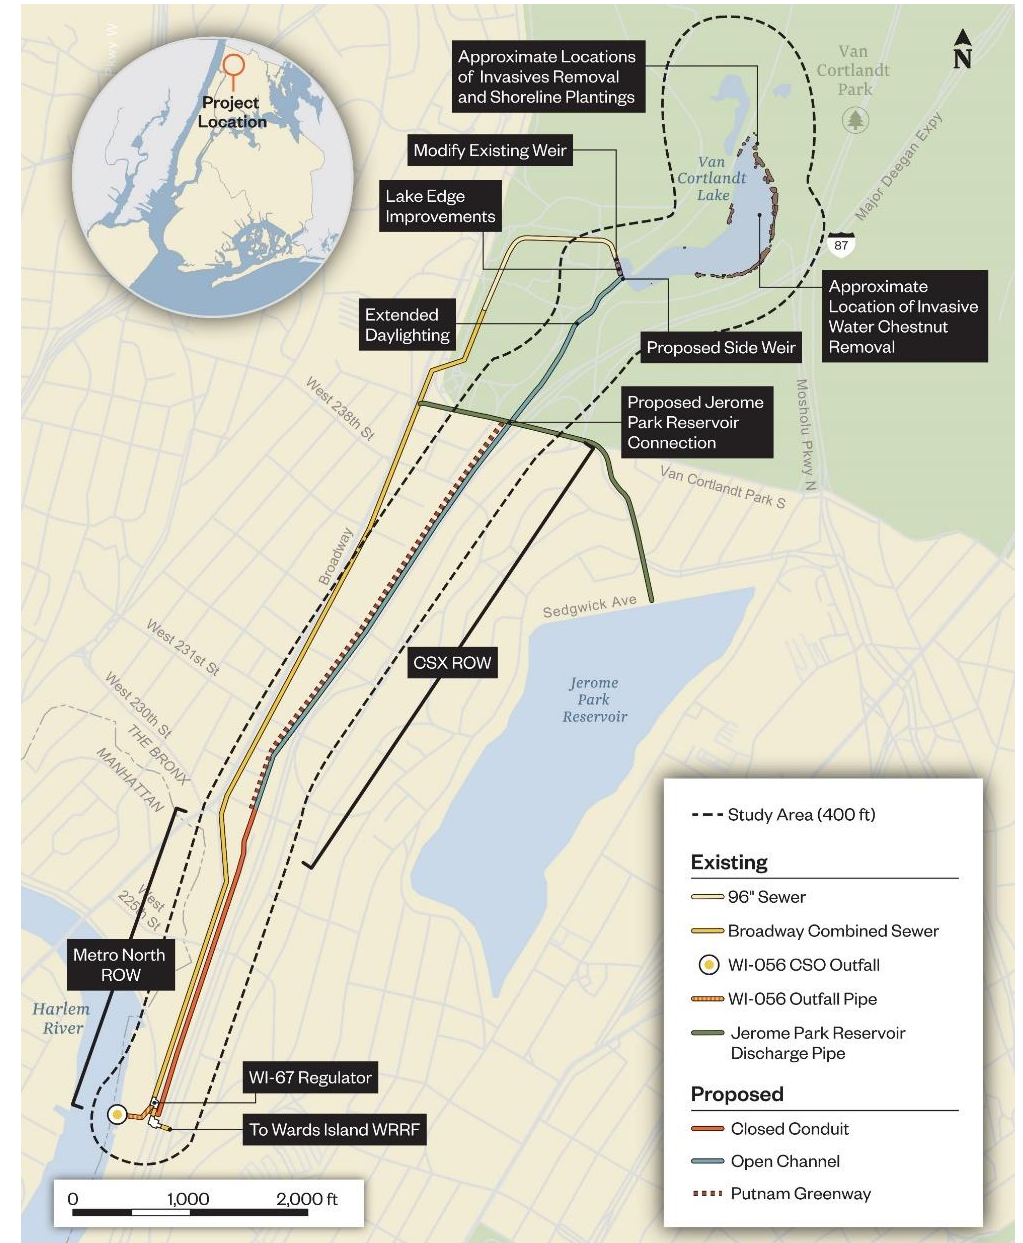 Project
Location
Approximate Locations
of Invasives Removal
and Shoreline Plantings
Van
Cortlandt
Park
N
Modify Existing Weir
Lake Edge
Improvements
Van
Cortlandt
Lake
Major Deegan Expy
87
Extended
Daylighting
Approximate
Location of Invasive
Water Chestnut
Removal
Proposed Side Weir
West 238th St
Proposed Jerome
Park Reservoir
Connection
Mosholu Pkwy N
Van Cortlandt Park S
Broadway
Sedgwick Ave
West 231st St
CSX ROW
Jerome
Park
Reservoir
West 230th St
THE BRONX
MANHATTAN
West
225th St
Metro North
ROW
Harlem
River
WI-67 Regulator
To Wards Island WRRF
0 1,000 2,000 ft
Study Area (400 ft)
Existing
96" Sewer
Broadway Combined Sewer
WI-056 CSO Outfall
WI-056 Outfall Pipe
Jerome Park Reservoir
Discharge Pipe
Proposed
Closed Conduit
Open Channel
Putnam Greenway